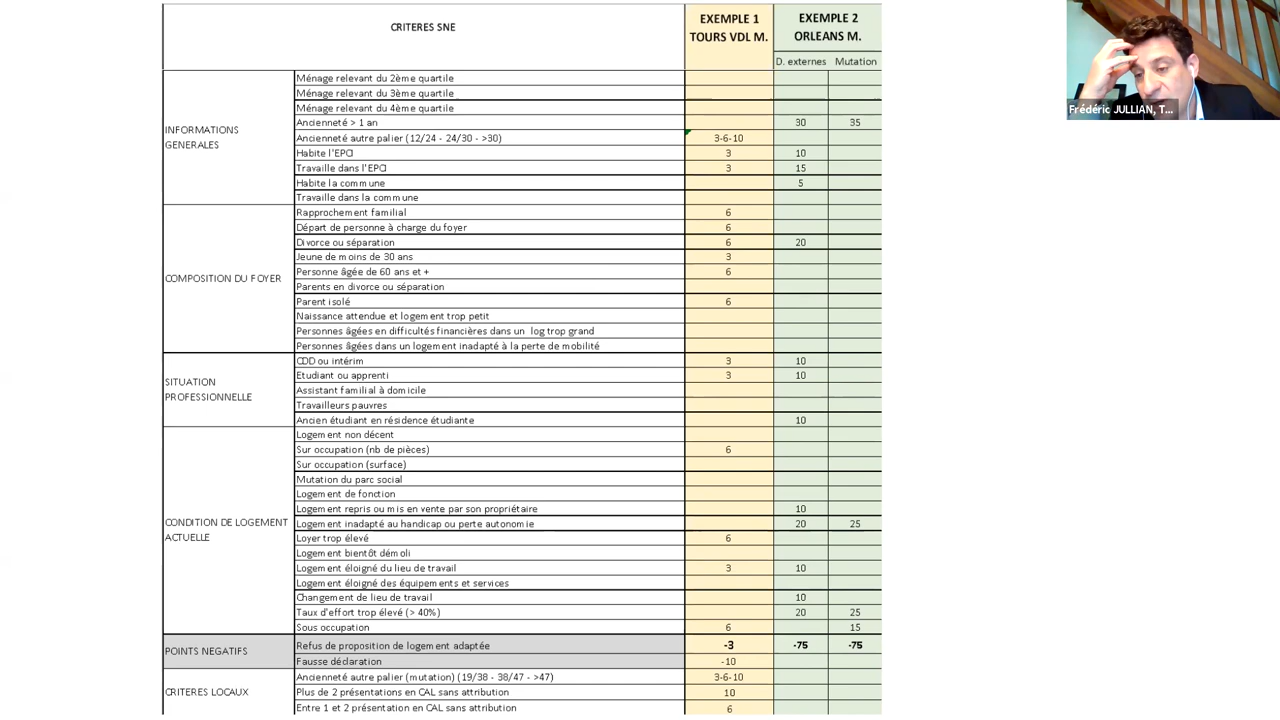 CRITERES SNE
EXEMPLE 1
TOURS VDL M.
EXEMPLE 2
ORLEANS M.
D. externes Mutation
INFORMATIONS
GENERALES
Ménage relevant du 2ème quartile
Ménage relevant du 3ème quartile
Ménage relevant du 4ème quartile
Ancienneté > 1 an 30 35
Ancienneté autre palier (12/24 - 24/30 - >30) 3-6-10
Habite l'EPCI 3 10
Travaille dans l'EPCI 3 15
Habite la commune 5
Travaille dans la commune
COMPOSITION DU FOYER
Rapprochement familial 6
Départ de personne à charge du foyer 6
Divorce ou séparation 6 20
Jeune de moins de 30 ans 3
Personne âgée de 60 ans et + 6
Parents en divorce ou séparation
Parent isolé 6
Naissance attendue et logement trop petit
Personnes âgées en difficultés financières dans un log trop grand
Personnes âgées dans un logement inadapté à la perte de mobilité
SITUATION
PROFESSIONNELLE
CDD ou intérim 3 10
Etudiant ou apprenti 3 10
Assistant familial à domicile
Travailleurs pauvres
Ancien étudiant en résidence étudiante 10
CONDITION DE LOGEMENT
ACTUELLE
Logement non décent
Sur occupation (nb de pièces) 6
Sur occupation (surface)
Mutation du parc social
Logement de fonction
Logement repris ou mis en vente par son propriétaire 10
Logement inadapté au handicap ou perte autonomie 20 25
Loyer trop élevé 6
Logement bientôt démoli
Logement éloigné du lieu de travail 3 10
Logement éloigné des équipements et services
Changement de lieu de travail 10
Taux d'effort trop élevé (> 40%) 20 25
Sous occupation 6 15
POINTS NEGATIFS
Refus de proposition de logement adaptée -3 -75 -75
Fausse déclaration -10
CRITERES LOCAUX
Ancienneté autre palier (mutation) (19/38 - 38/47 - >47) 3-6-10
Plus de 2 présentations en CAL sans attribution 10
Entre 1 et 2 présentation en CAL sans attribution 6
Frédéric JULLIAN, T...